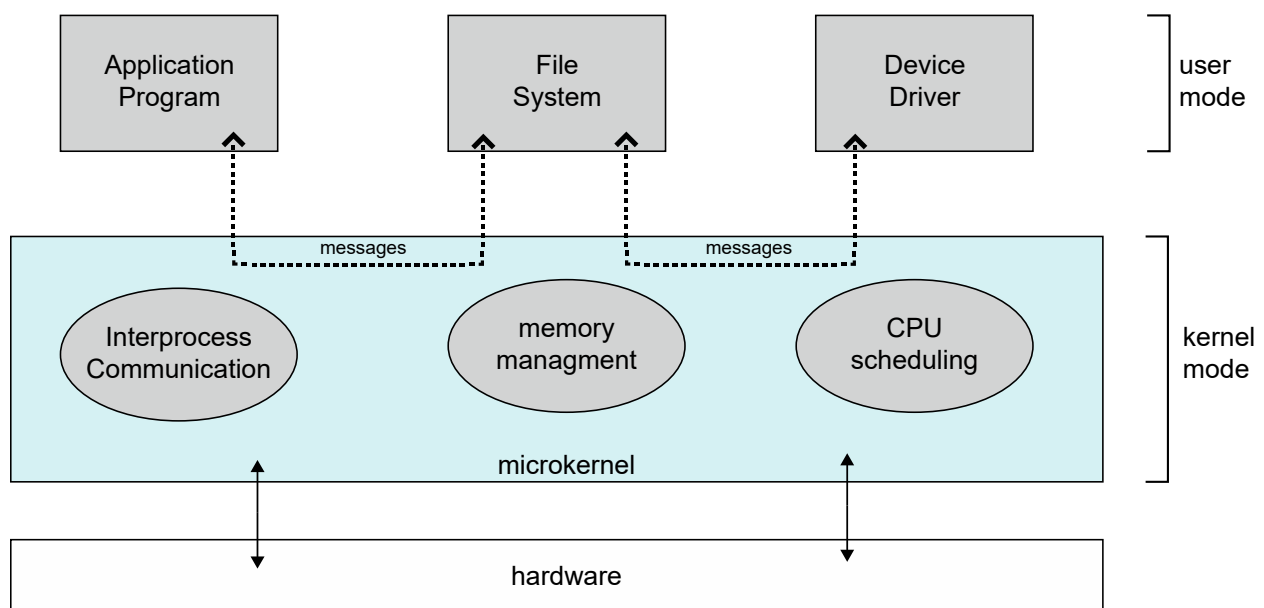 Application
Program
File
System
Device
Driver
user
mode
messages
messages
Interprocess
Communication
memory
managment
CPU
scheduling
kernel
mode
microkernel
hardware